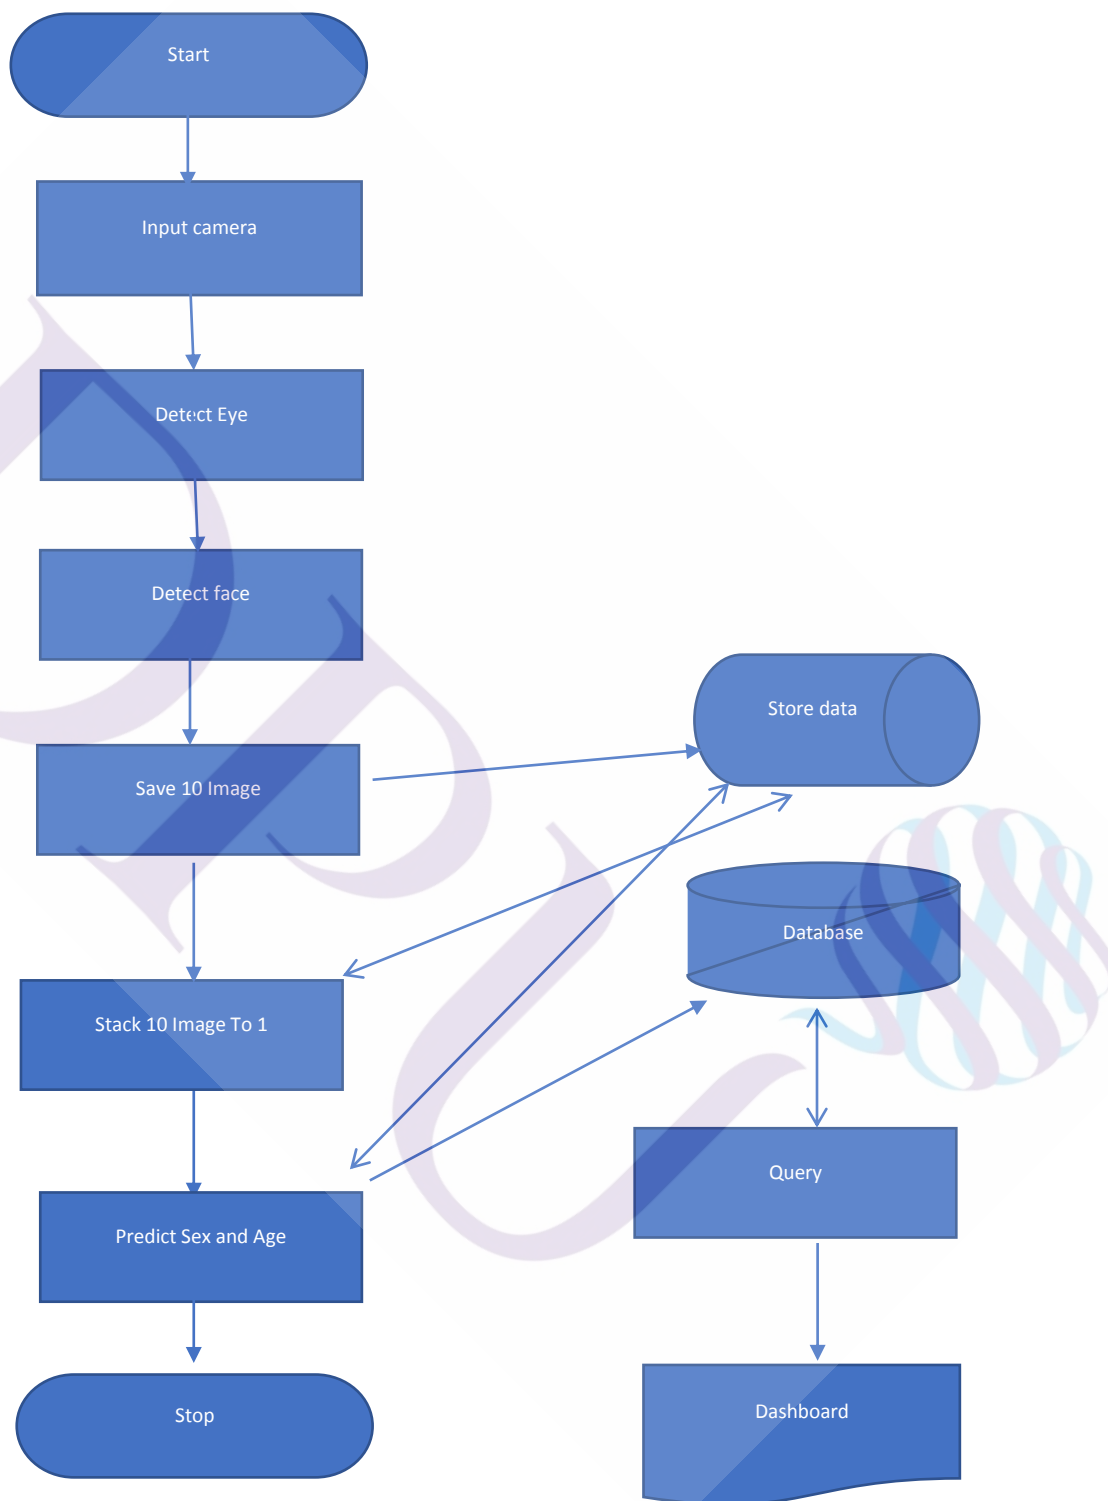 Start
Input camera
Detect Eye
Detect face
Save 10 Image
Stack 10 Image To 1
Predict Sex and Age
Stop
Store data
Database
Query
Dashboard
DPU